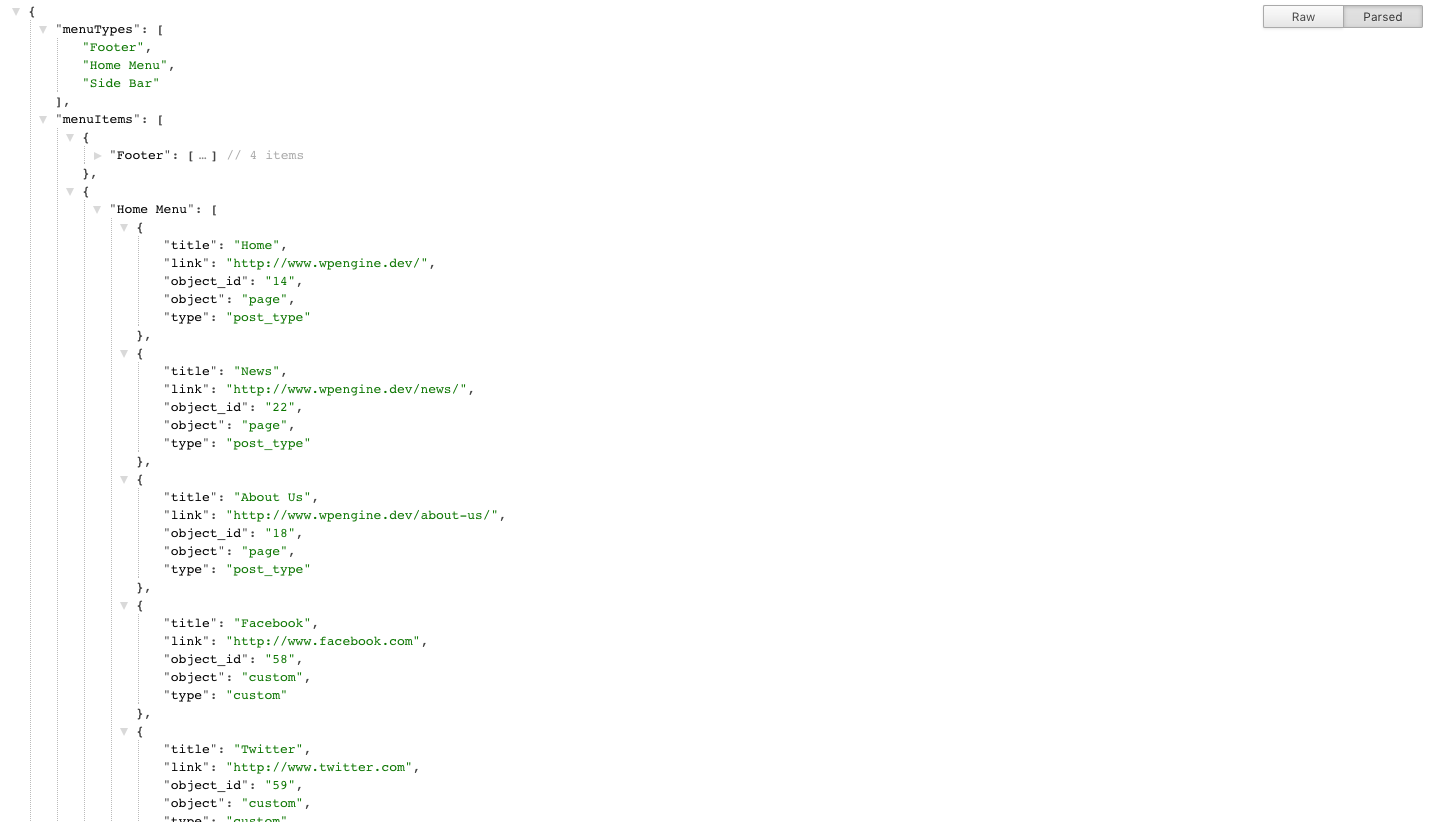 {
"menuTypes": [
"Footer",
"Home Menu",
"Side Bar"
],
"menuItems": [
{
"Footer": [ … ] // 4 items
},
{
"Home Menu": [
{
"title": "Home",
"link": "http://www.wpengine.dev/",
"object_id": "14",
"object": "page",
"type": "post_type"
},
{
"title": "News",
"link": "http://www.wpengine.dev/news/",
"object_id": "22",
"object": "page",
"type": "post_type"
},
{
"title": "About Us",
"link": "http://www.wpengine.dev/about-us/",
"object_id": "18",
"object": "page",
"type": "post_type"
},
{
"title": "Facebook",
"link": "http://www.facebook.com",
"object_id": "58",
"object": "custom",
"type": "custom"
},
{
"title": "Twitter",
"link": "http://www.twitter.com",
"object_id": "59",
"object": "custom",
"type": "custom"
Raw
Parsed